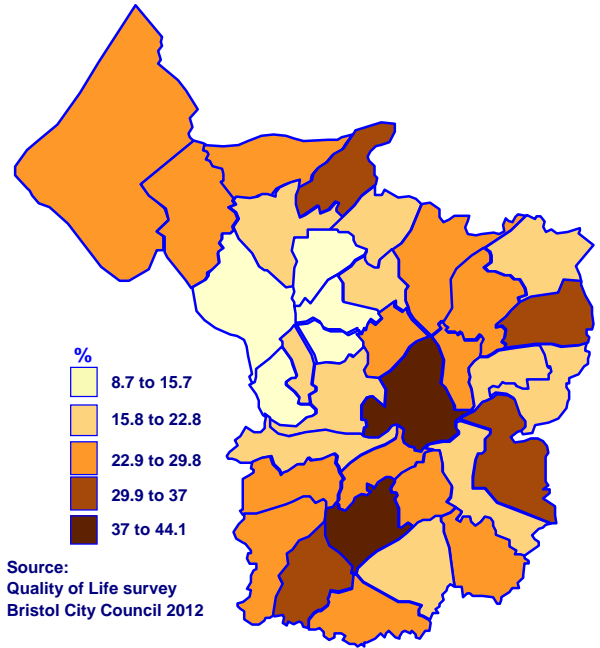 %
8.7 to 15.7
15.8 to 22.8
22.9 to 29.8
29.9 to 37
37 to 44.1
Source:
Quality of Life survey
Bristol City Council 2012